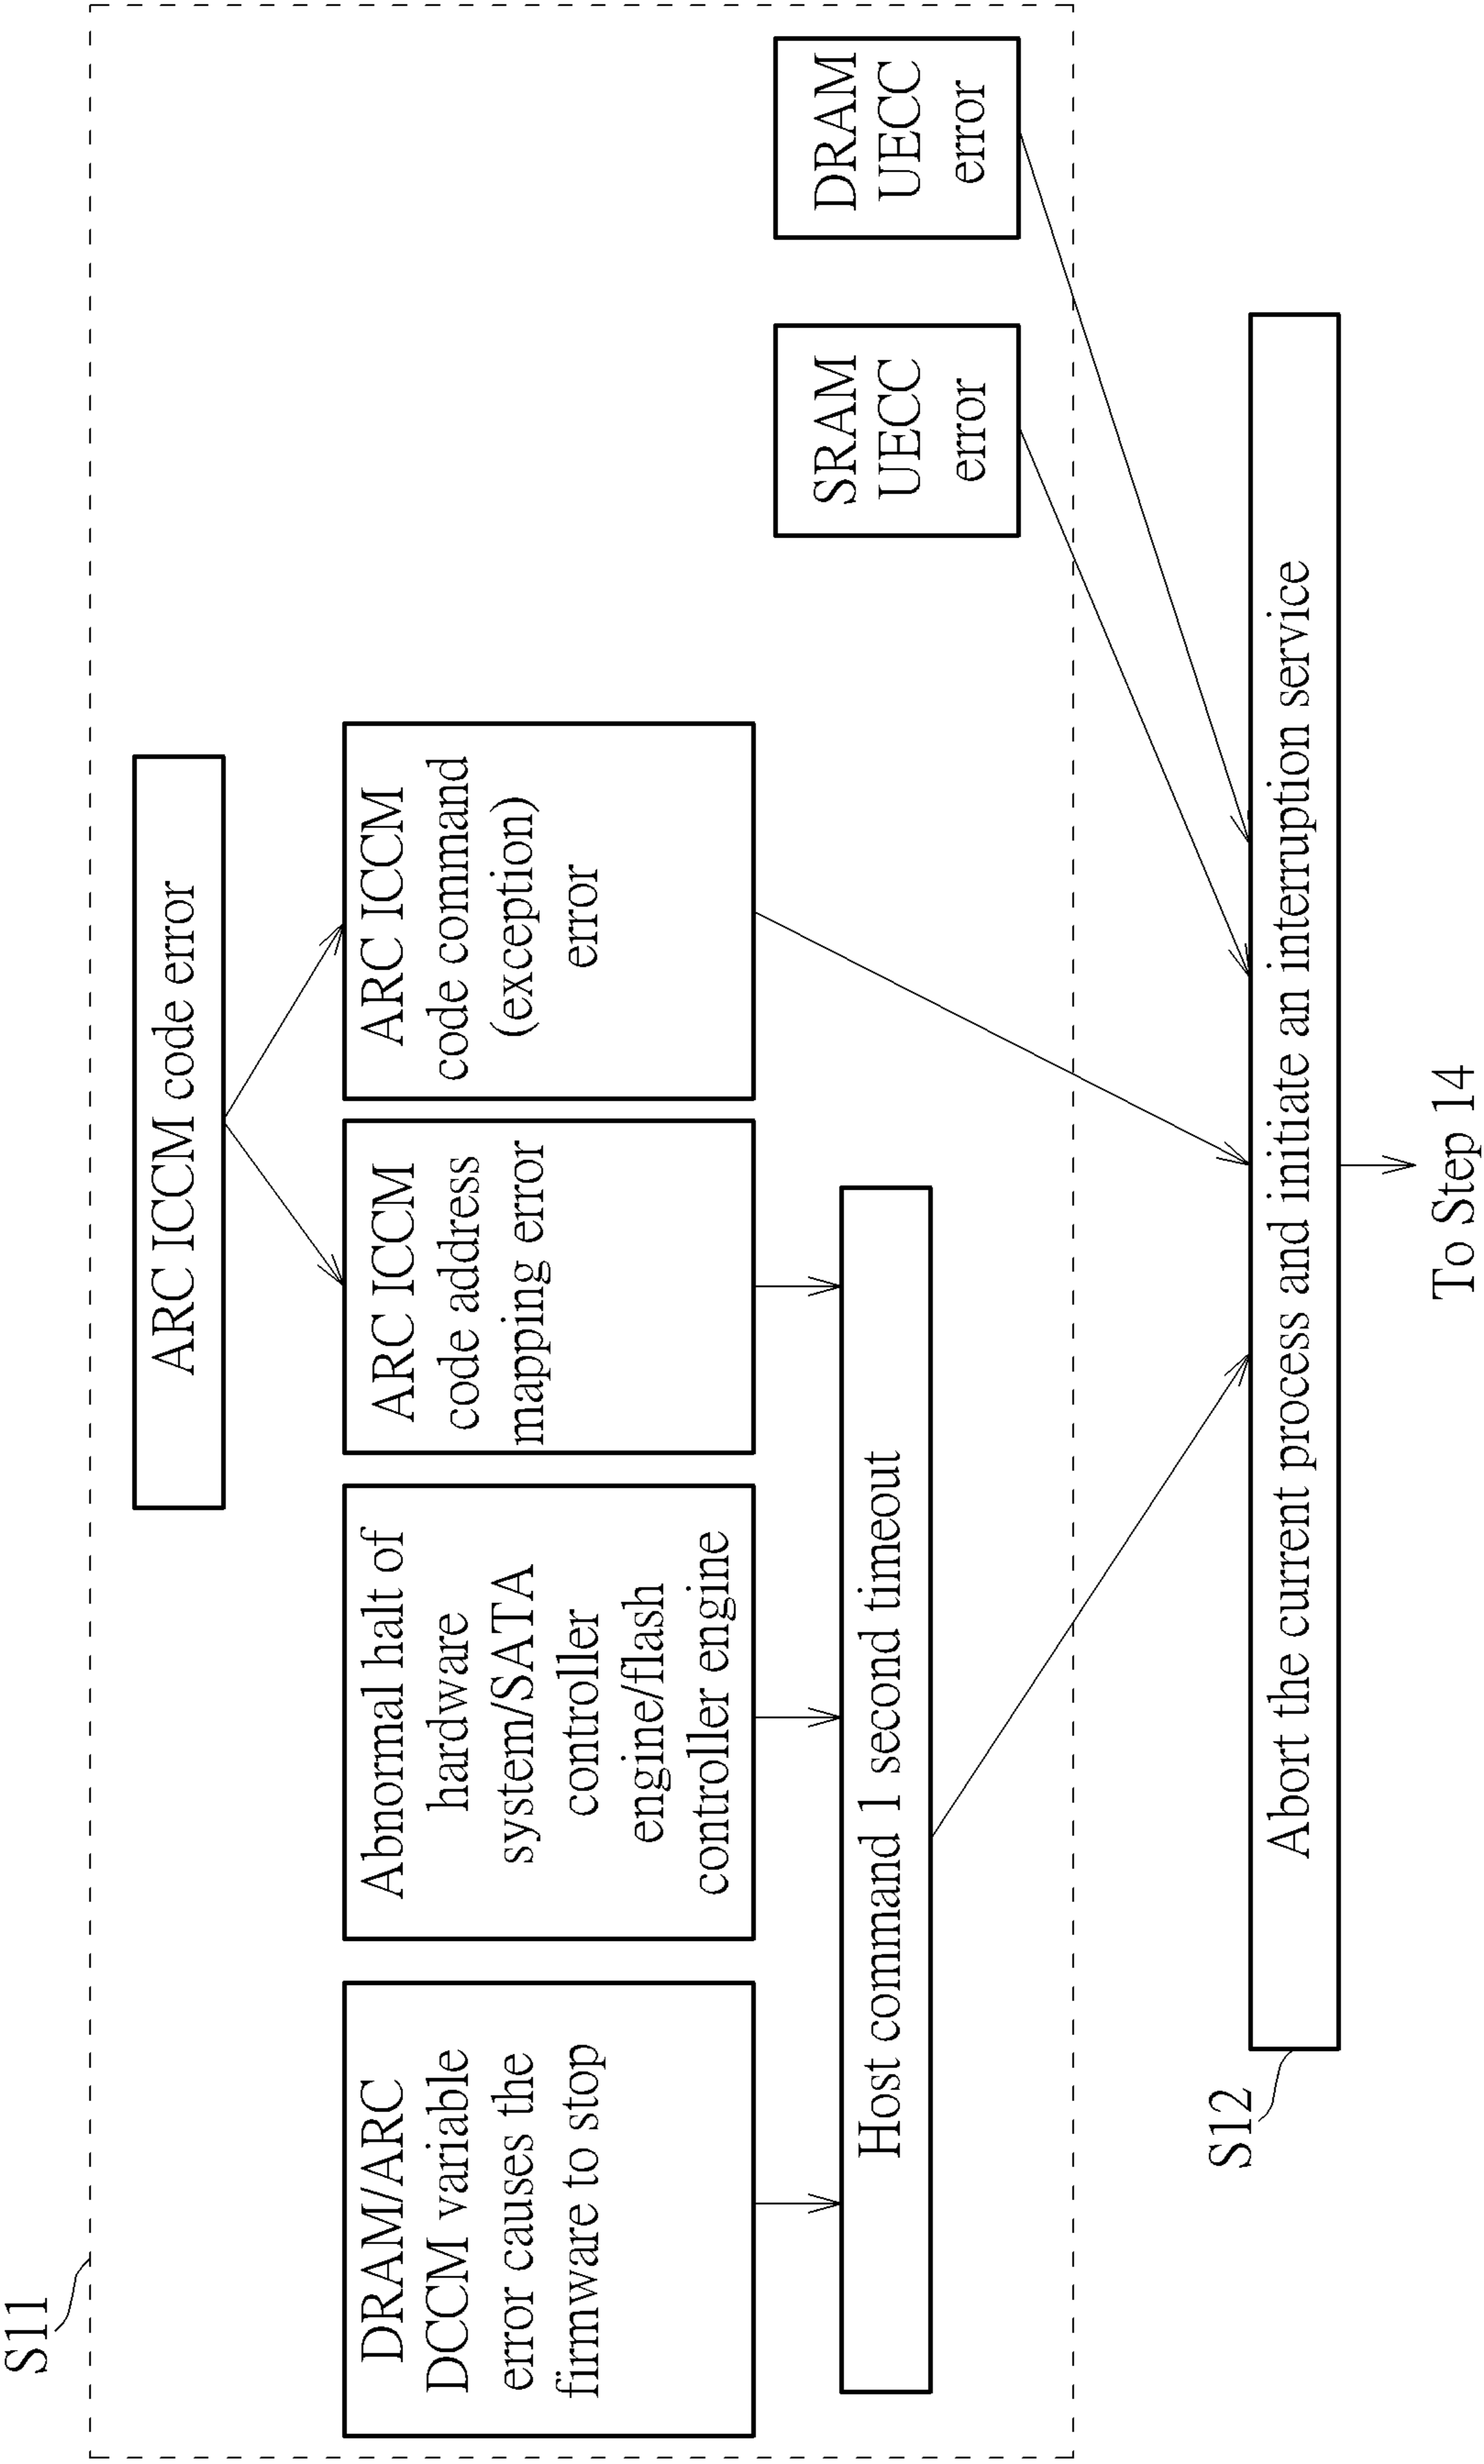 S11
ARC ICCM code error
DRAM/ARC
DCCM variable
error causes the
firmware to stop
Abnormal halt of
hardware
system/SATA
controller
engine/flash
controller engine
ARC ICCM
code address
mapping error
ARC ICCM
code command
(exception)
error
Host command 1 second timeout
SRAM
UECC
error
DRAM
UECC
error
S12
Abort the current process and initiate an interruption service
To Step 14